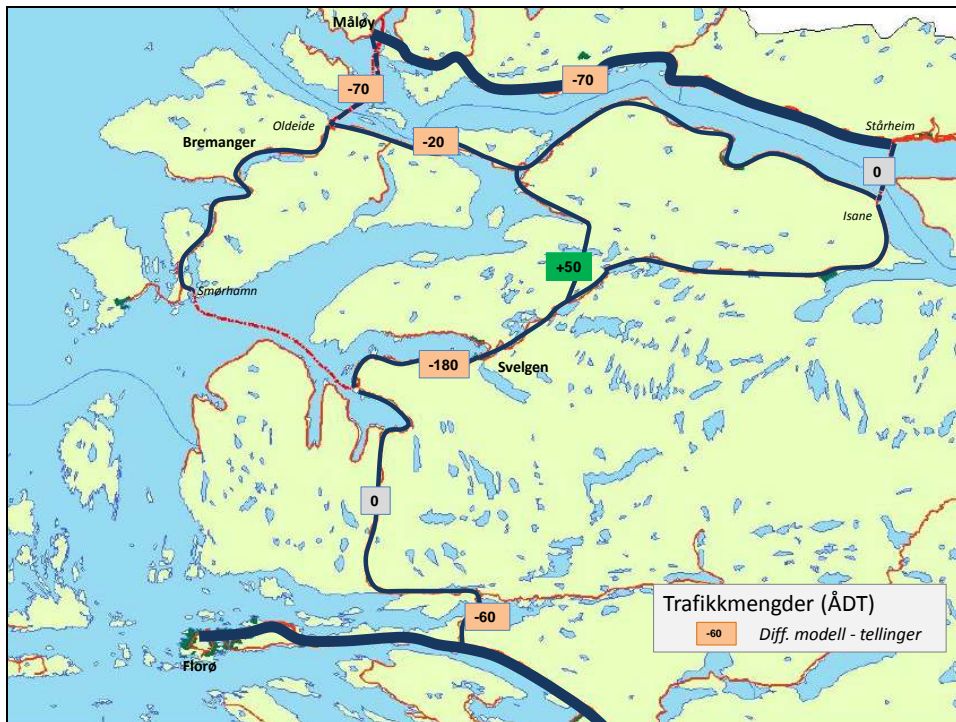 Måløy
-70
-70
Oldeide
Stårheim
Bremanger
-20
0
Isane
+50
Smørhamn
-180
Svelgen
0
Trafikkmengder (ÅDT)
-60
Diff. modell - tellinger
-60
Florø